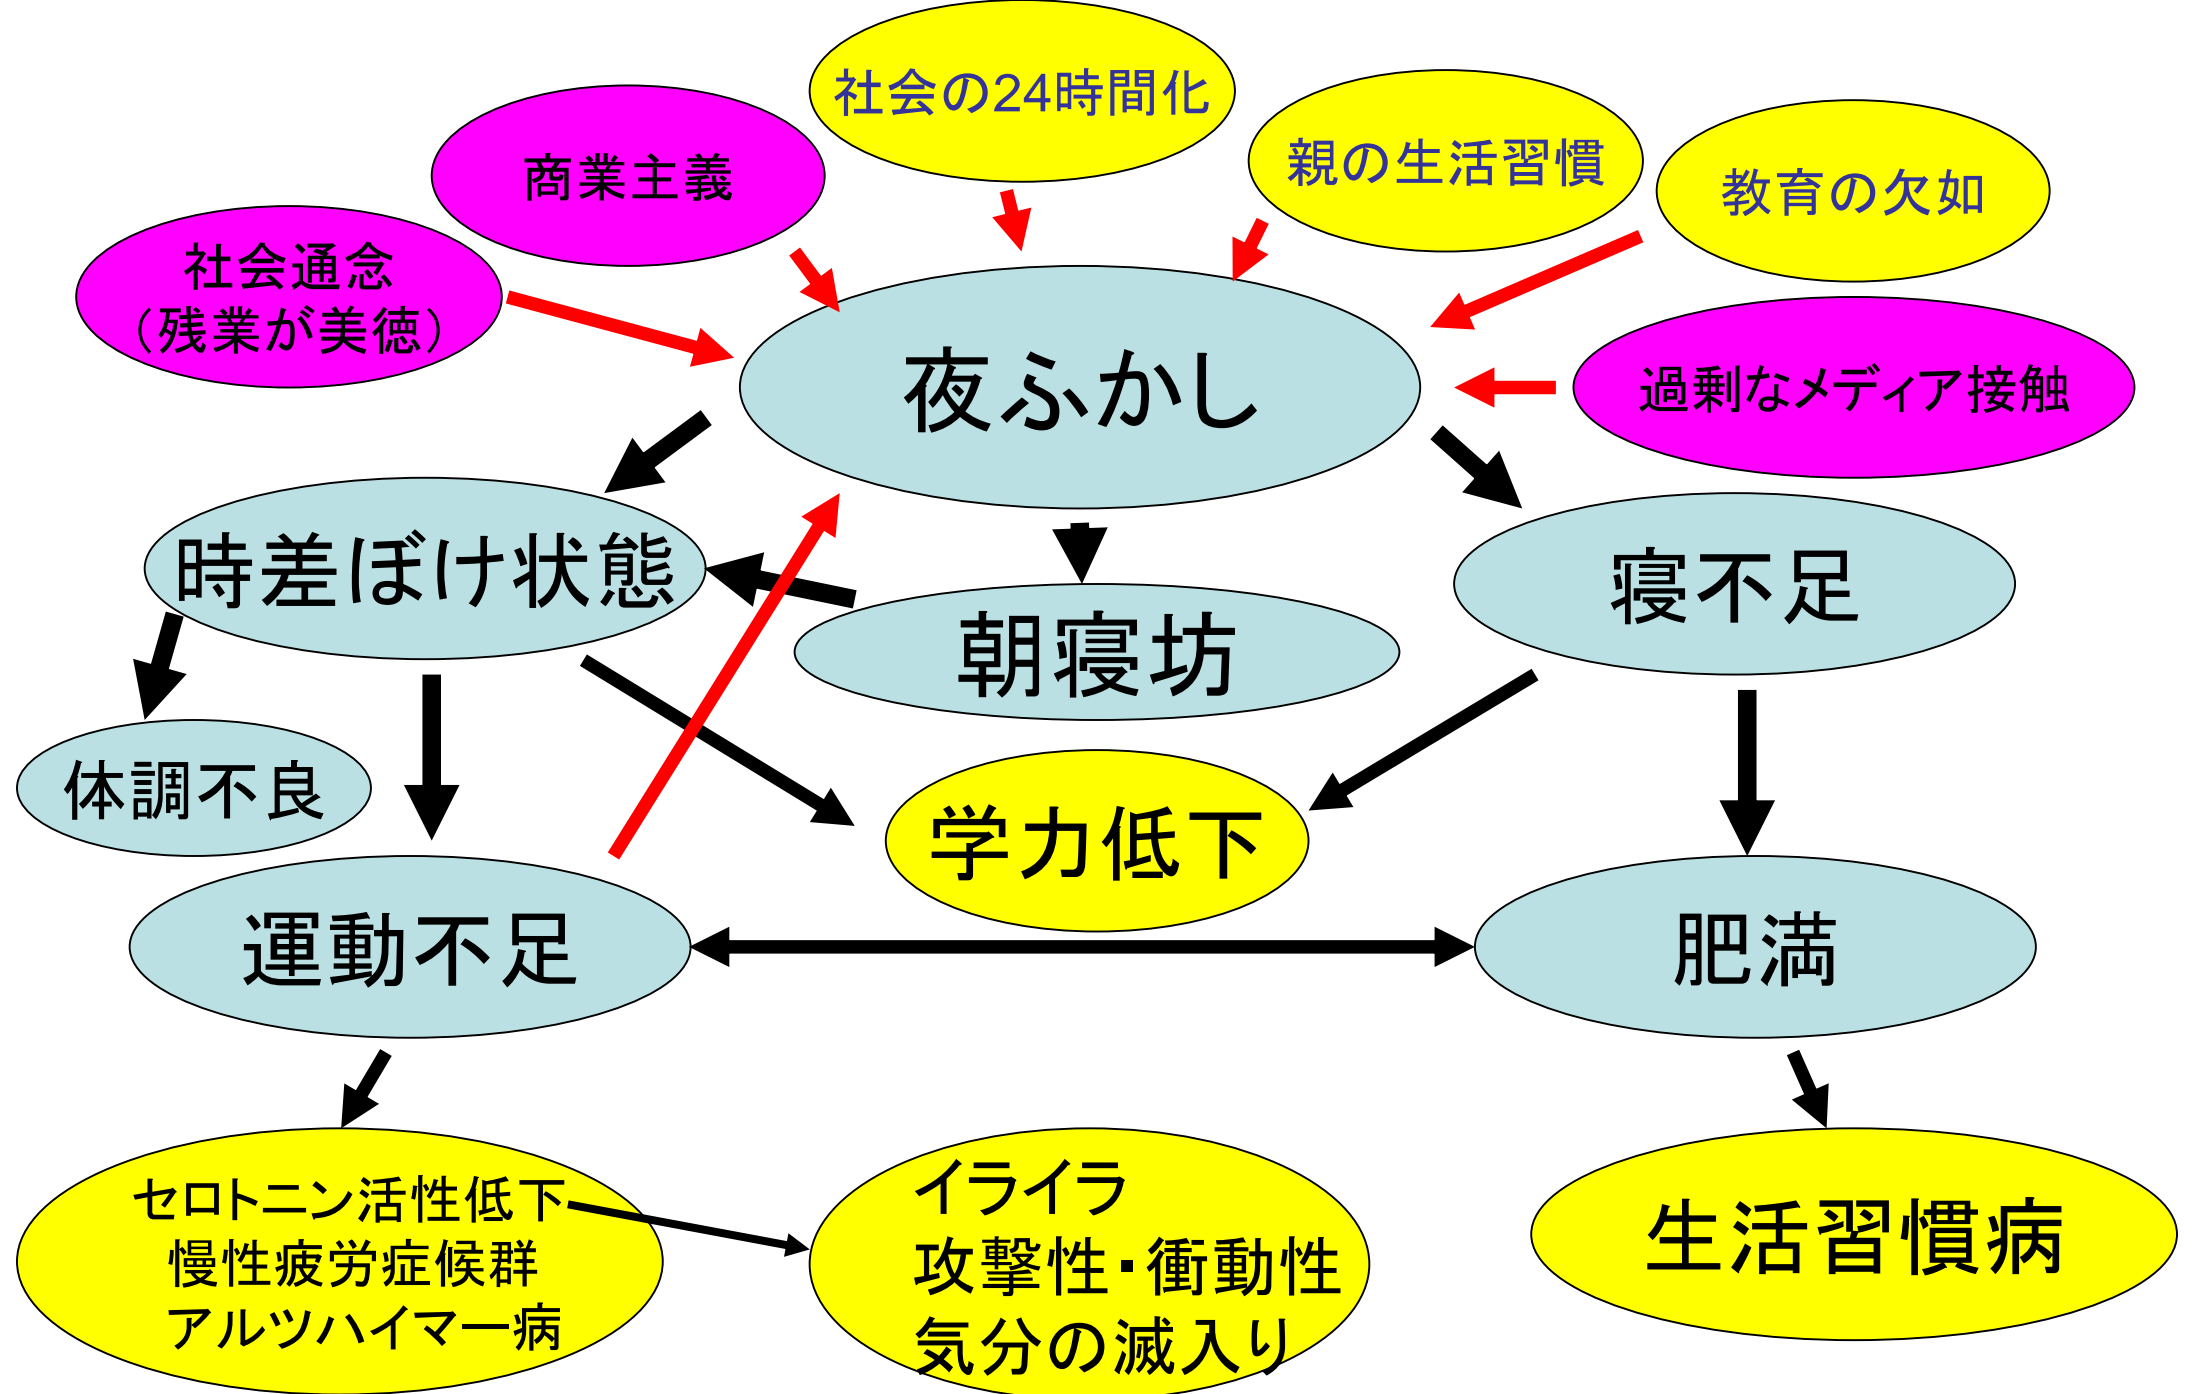 社会の24時間化
商業主義
親の生活習慣
教育の欠如
社会通念
（残業が美徳）
夜ふかし
過剰なメディア接触
時差ぼけ状態
寝不足
朝寝坊
体調不良
学力低下
運動不足
肥満
セロトニン活性低下
慢性疲労症候群
アルツハイマー病
イライラ
攻撃性・衝動性
気分の滅入り
生活習慣病